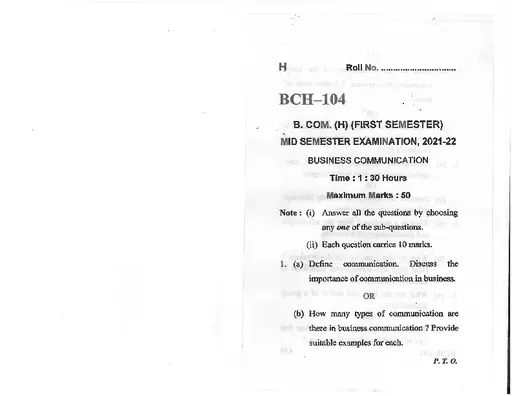 H Roll No. ..............................
BCH–104
B. COM. (H) (FIRST SEMESTER)
MID SEMESTER EXAMINATION, 2021-22
BUSINESS COMMUNICATION
Time : 1 : 30 Hours
Maximum Marks : 50
Note : (i) Answer all the questions by choosing
any one of the sub-questions.
(ii) Each question carries 10 marks.
1. (a) Define communication. Discuss the
importance of communication in business.
OR
(b) How many types of communication are
there in business communication ? Provide
suitable examples for each.
P. T. O.